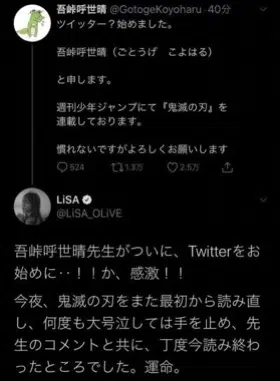 吾峠呼世晴 @GotogeKoyoharu · 40分
ツイッター？始めました。
吾峠呼世晴（ごとうげ　こよはる）
と申します。
週刊少年ジャンプにて『鬼滅の刃』を
連載しております。
慣れないですがよろしくお願いします
524 1.3万 2.5万
LiSA
@LiSA_OLiVE
吾峠呼世晴先生がついに、Twitterをお
始めに‥！！か、感激！！
今夜、鬼滅の刃をまた最初から読み直
し、何度も大号泣しては手を止め、先
生のコメントと共に、丁度今読み終わ
ったところでした。運命。